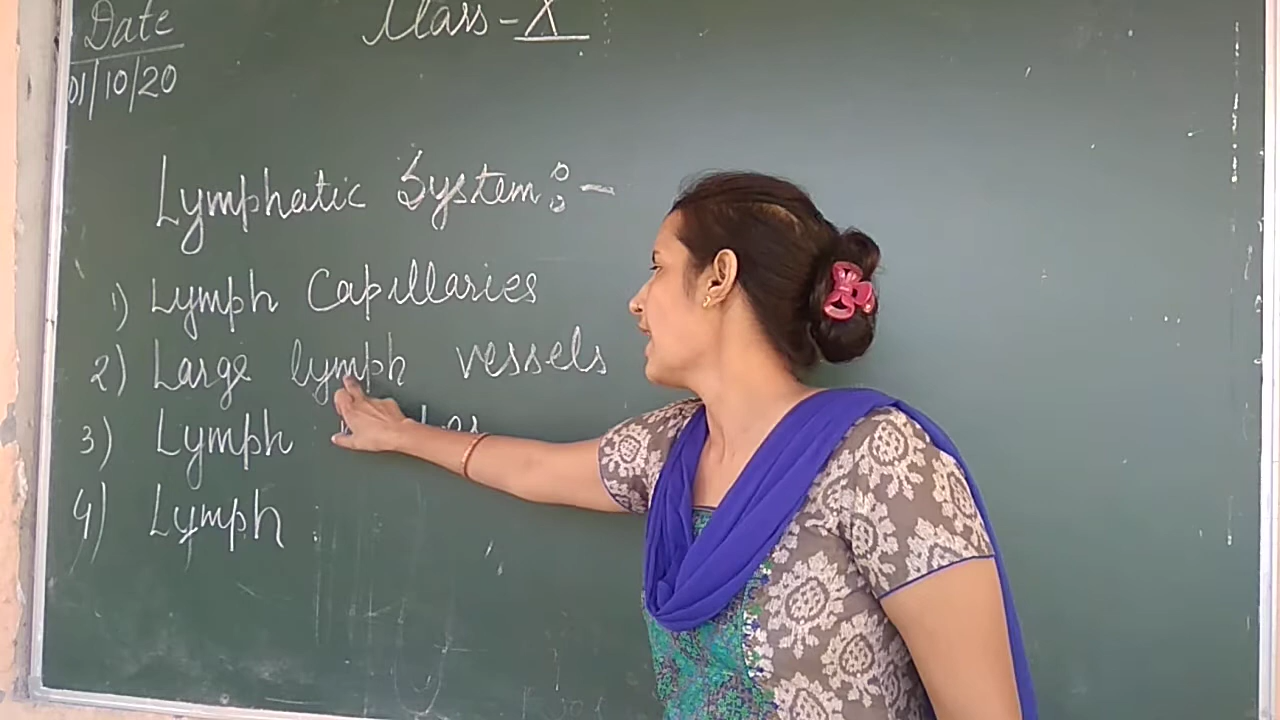 Date
01/10/20
Class - X
Lymphatic System :-
1) Lymph Capillaries
2) Large lymph vessels
3) Lymph
4) Lymph